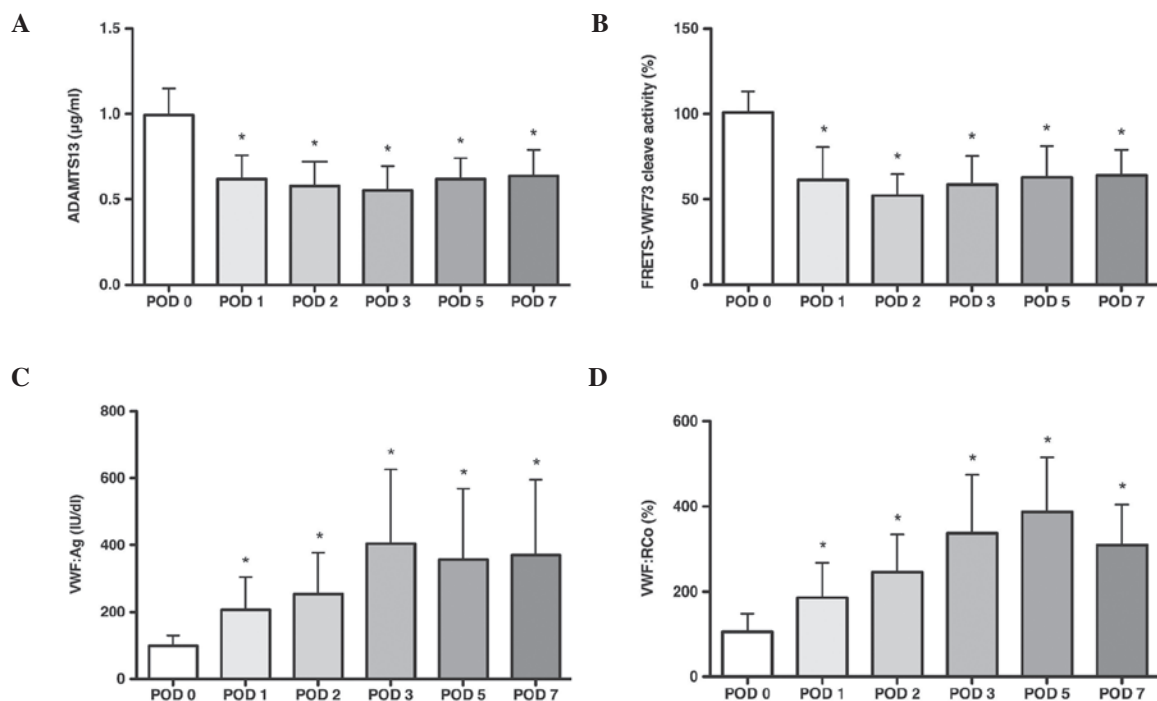 A
ADAMTS13 (µg/ml)
1.5
1.0
0.5
0.0
* * * * *
POD 0 POD 1 POD 2 POD 3 POD 5 POD 7
B
FRETS-VWF73 cleave activity (%)
150
100
50
0
* * * * *
POD 0 POD 1 POD 2 POD 3 POD 5 POD 7
C
VWF:Ag (IU/dl)
800
600
400
200
0
* * * * *
POD 0 POD 1 POD 2 POD 3 POD 5 POD 7
D
VWF:RCo (%)
600
400
200
0
* * * * *
POD 0 POD 1 POD 2 POD 3 POD 5 POD 7